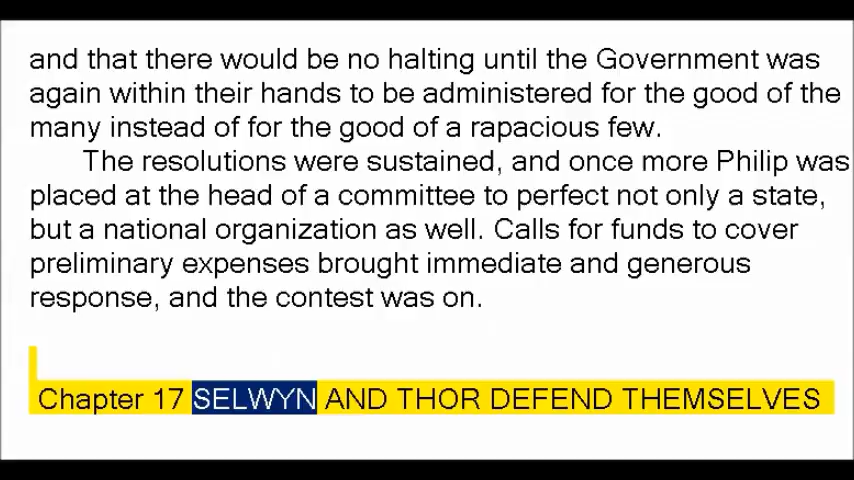 and that there would be no halting until the Government was
again within their hands to be administered for the good of the
many instead of for the good of a rapacious few.
The resolutions were sustained, and once more Philip was
placed at the head of a committee to perfect not only a state,
but a national organization as well. Calls for funds to cover
preliminary expenses brought immediate and generous
response, and the contest was on.
Chapter 17 SELWYN AND THOR DEFEND THEMSELVES